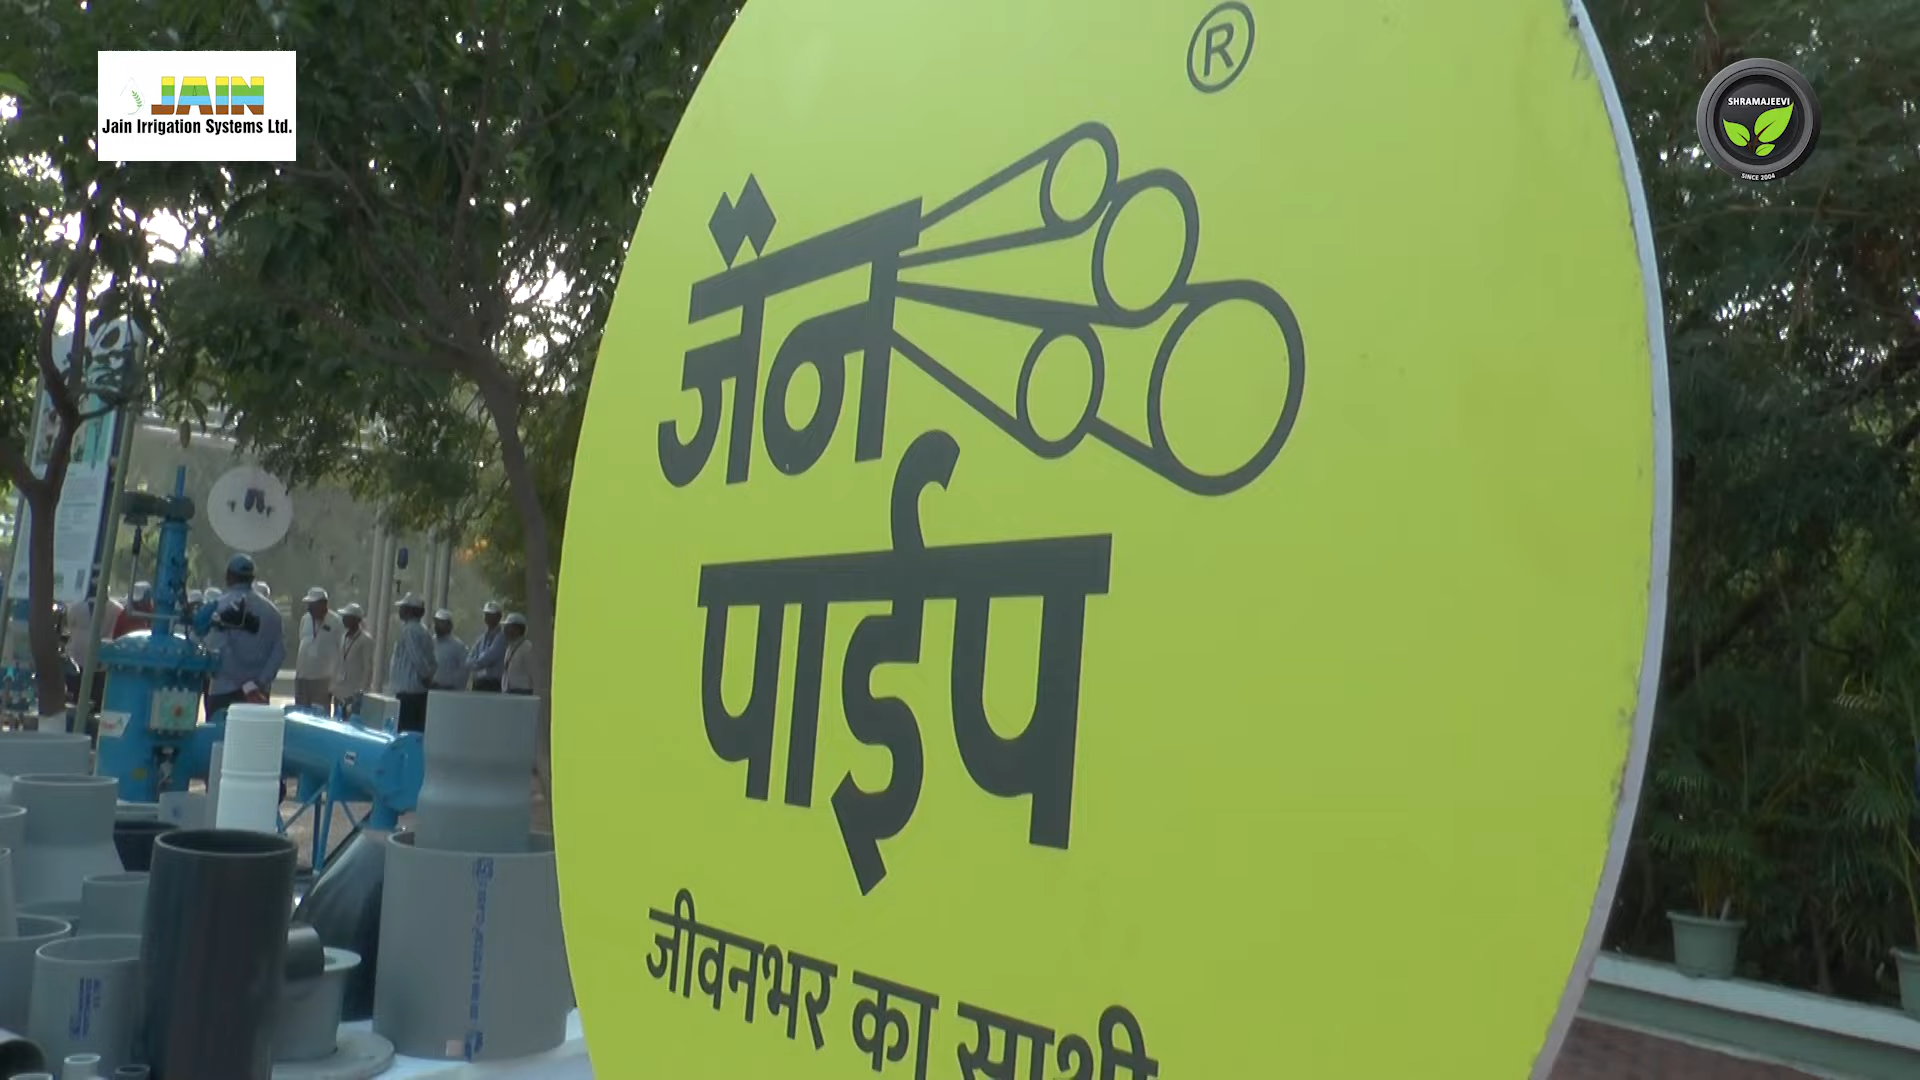 JAIN
Jain Irrigation Systems Ltd.
SHRAMAJEEVI
SINCE 2004
®
जैन
पाईप
जीवनभर का साथी